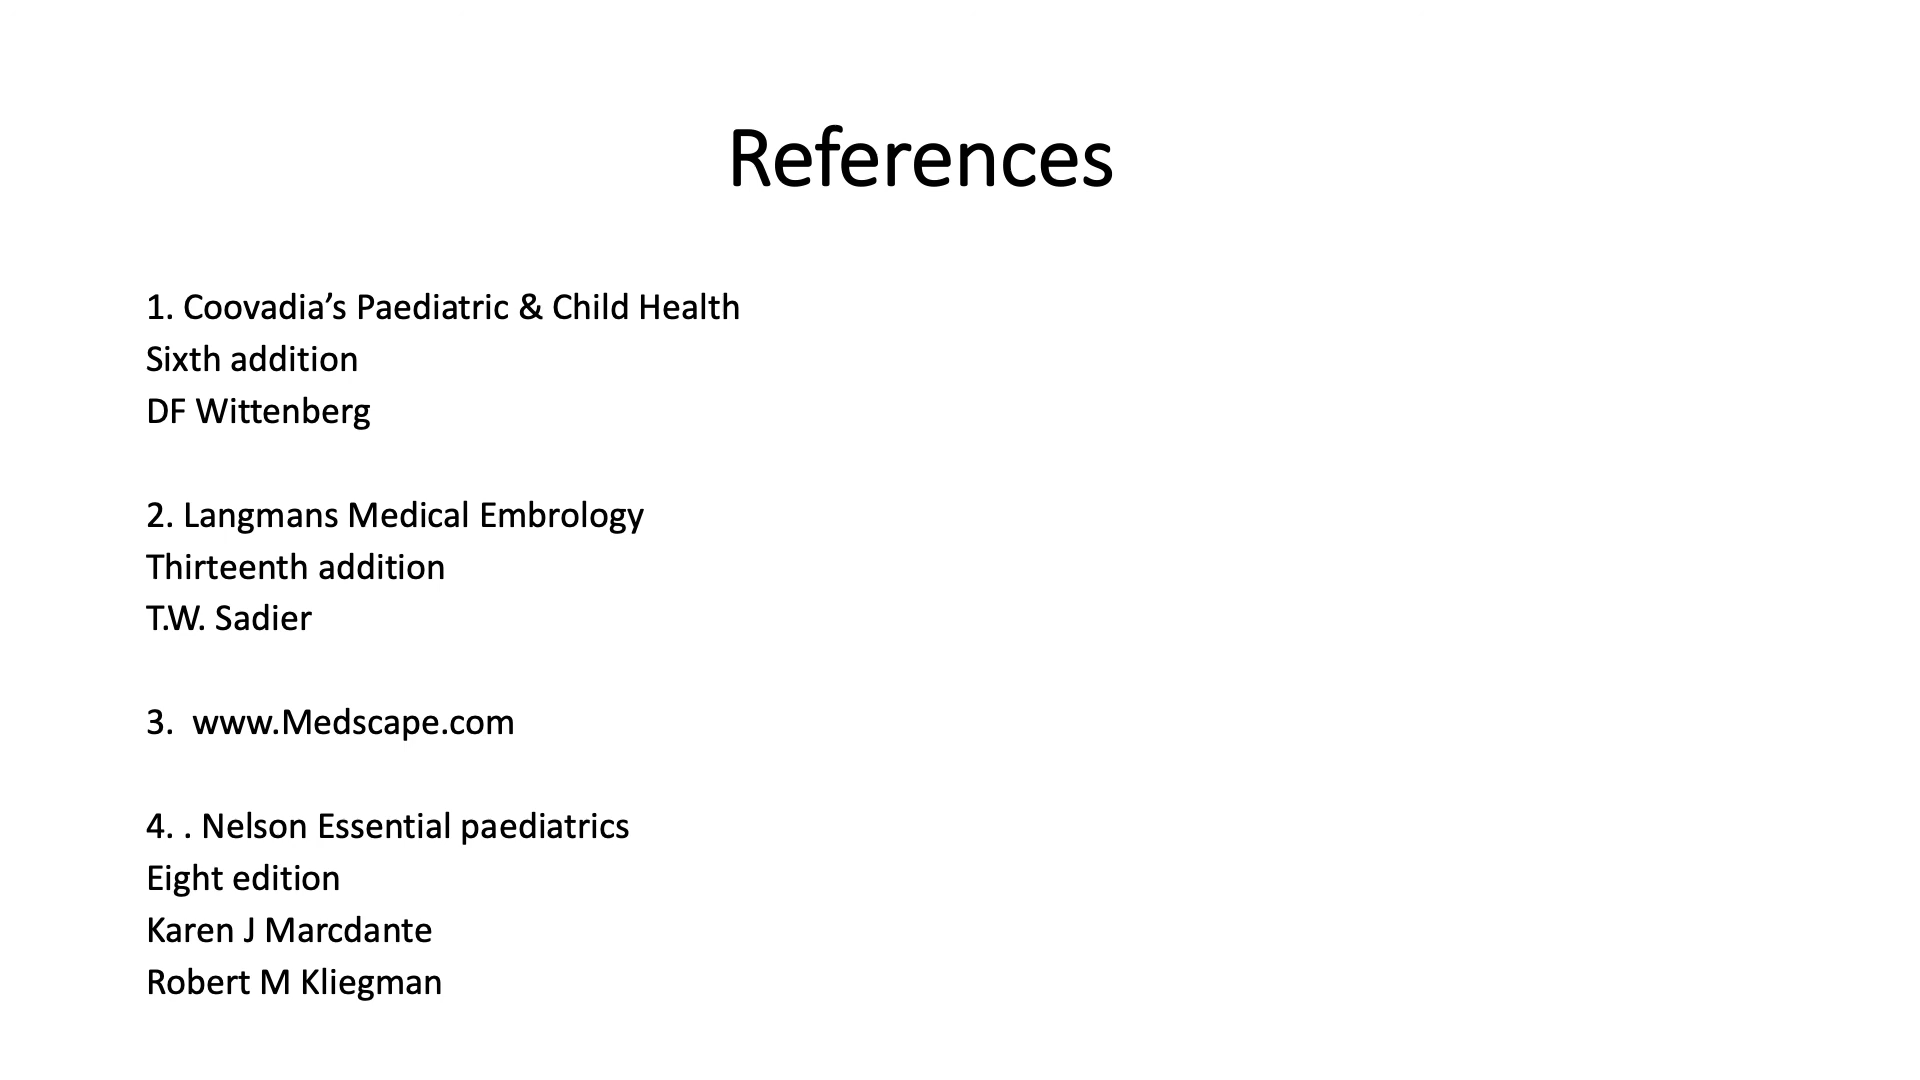 References
1. Coovadia’s Paediatric & Child Health
Sixth addition
DF Wittenberg
2. Langmans Medical Embrology
Thirteenth addition
T.W. Sadier
3.  www.Medscape.com
4. . Nelson Essential paediatrics
Eight edition
Karen J Marcdante
Robert M Kliegman